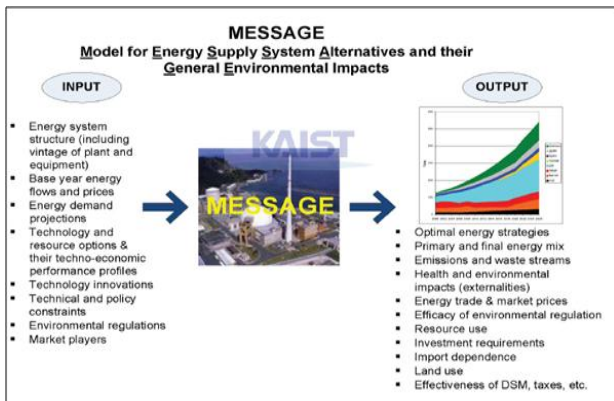 MESSAGE
Model for Energy Supply System Alternatives and their
General Environmental Impacts
INPUT
▪ Energy system
structure (including
vintage of plant and
equipment)
▪ Base year energy
flows and prices
▪ Energy demand
projections
▪ Technology and
resource options &
their techno-economic
performance profiles
▪ Technology innovations
▪ Technical and policy
constraints
▪ Environmental regulations
▪ Market players
KAIST
MESSAGE
OUTPUT
▪ Optimal energy strategies
▪ Primary and final energy mix
▪ Emissions and waste streams
▪ Health and environmental
impacts (externalities)
▪ Energy trade & market prices
▪ Efficacy of environmental regulation
▪ Resource use
▪ Investment requirements
▪ Import dependence
▪ Land use
▪ Effectiveness of DSM, taxes, etc.